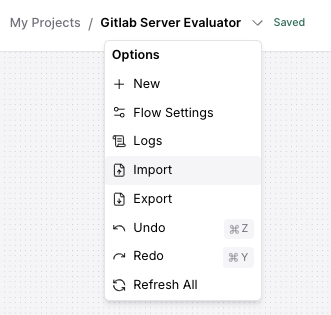 My Projects / Gitlab Server Evaluator Saved
Options
New
Flow Settings
Logs
Import
Export
Undo ⌘Z
Redo ⌘Y
Refresh All